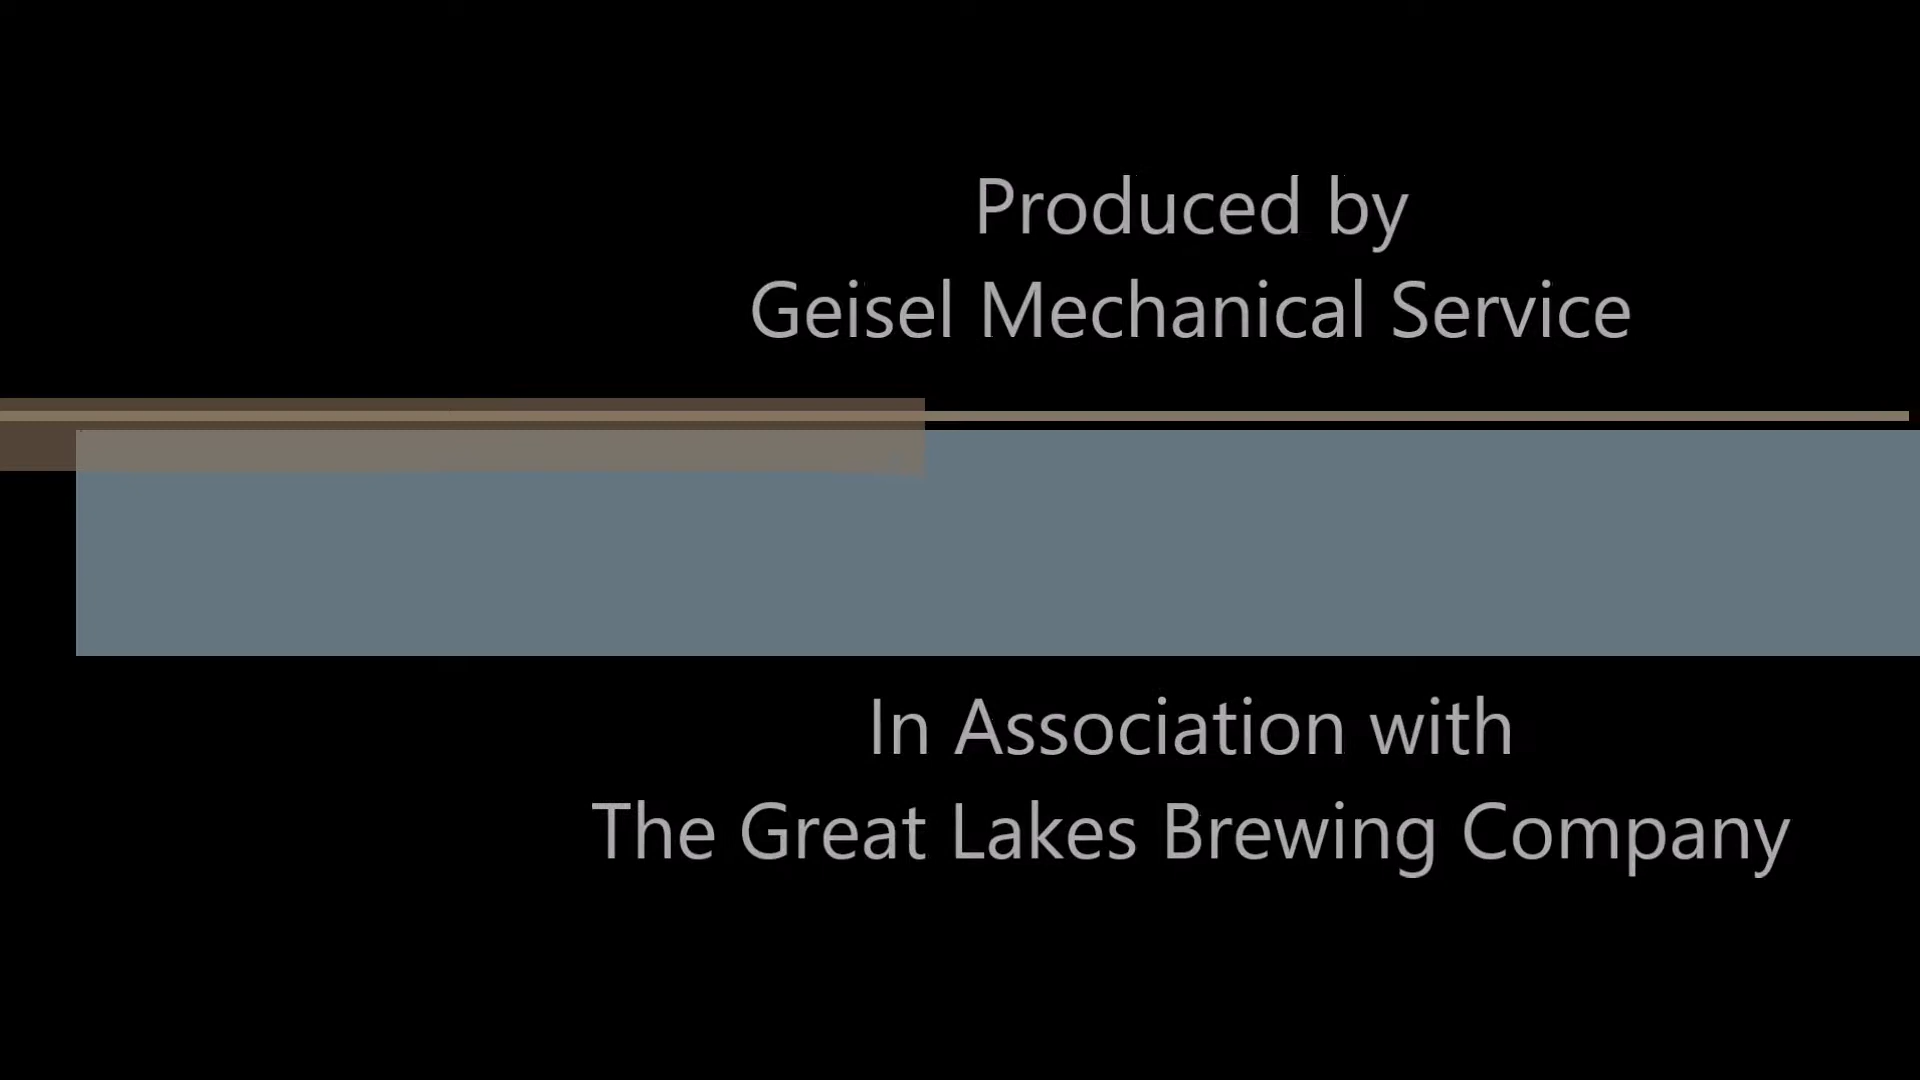 Produced by
Geisel Mechanical Service
In Association with
The Great Lakes Brewing Company